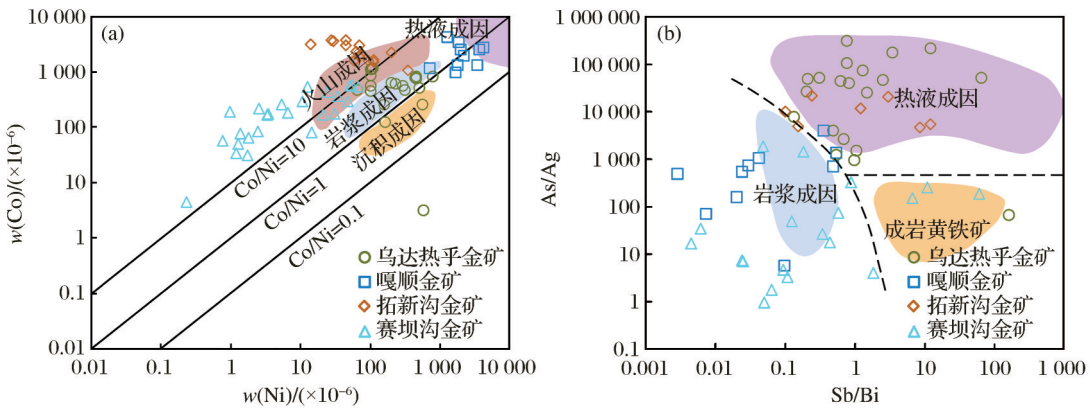 (a)
10 000
1 000
100
10
1
0.1
0.01
w(Co)/(×10⁻⁶)
热液成因
火山成因
岩浆成因
沉积成因
Co/Ni=10
Co/Ni=1
Co/Ni=0.1
乌达热乎金矿
嘎顺金矿
拓新沟金矿
赛坝沟金矿
0.01
0.1
1
10
100
1 000
10 000
w(Ni)/(×10⁻⁶)
(b)
1 000 000
100 000
10 000
1 000
100
10
1
0.1
As/Ag
热液成因
岩浆成因
成岩黄铁矿
乌达热乎金矿
嘎顺金矿
拓新沟金矿
赛坝沟金矿
0.001
0.01
0.1
1
10
100
1 000
Sb/Bi